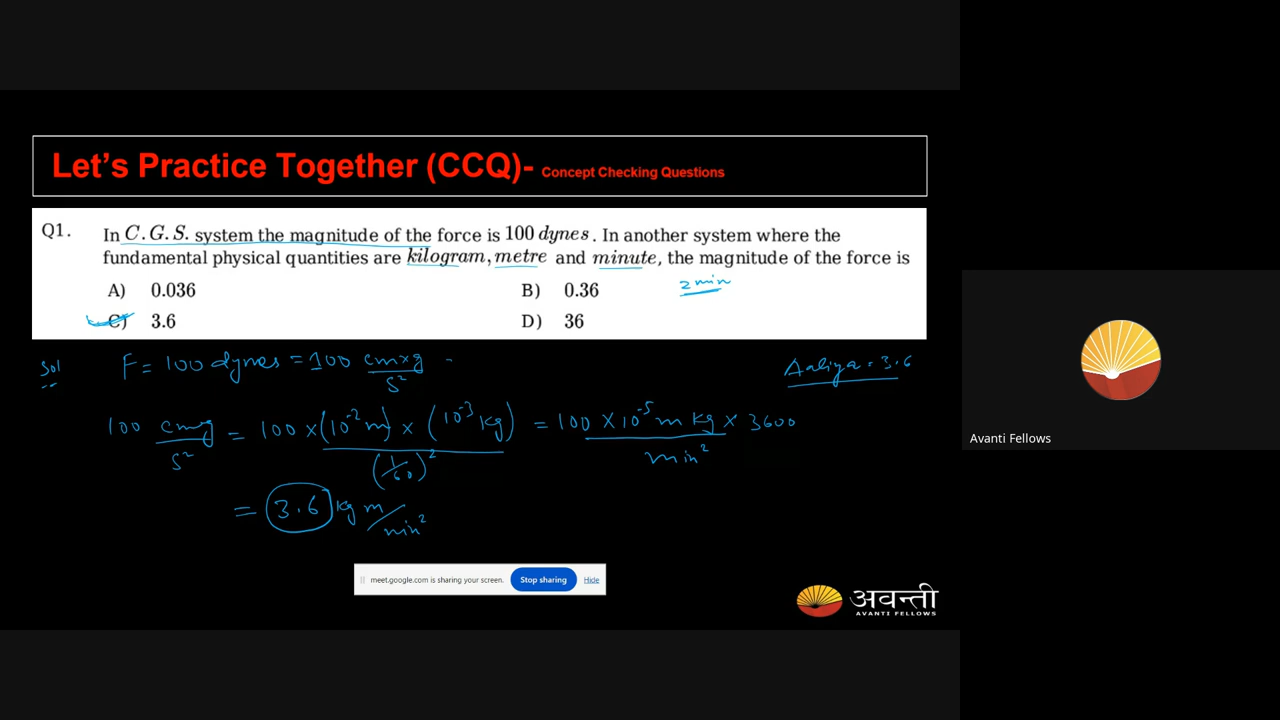 Let's Practice Together (CCQ)- Concept Checking Questions
Q1. In C.G.S. system the magnitude of the force is 100 dynes. In another system where the
fundamental physical quantities are kilogram, metre and minute, the magnitude of the force is
2 min
A) 0.036 B) 0.36
C) 3.6 D) 36
Sol F = 100 dynes = 100 cm×g/s² -
Aaliya = 3.6
100 cm×g/s² = 100 × (10⁻² m) × (10⁻³ kg)/(1/60)² = 100 × 10⁻⁵ m kg/min² × 3600
= 3.6 kg m/min²
meet.google.com is sharing your screen. Stop sharing Hide
अवन्ती
AVANTI FELLOWS
Avanti Fellows